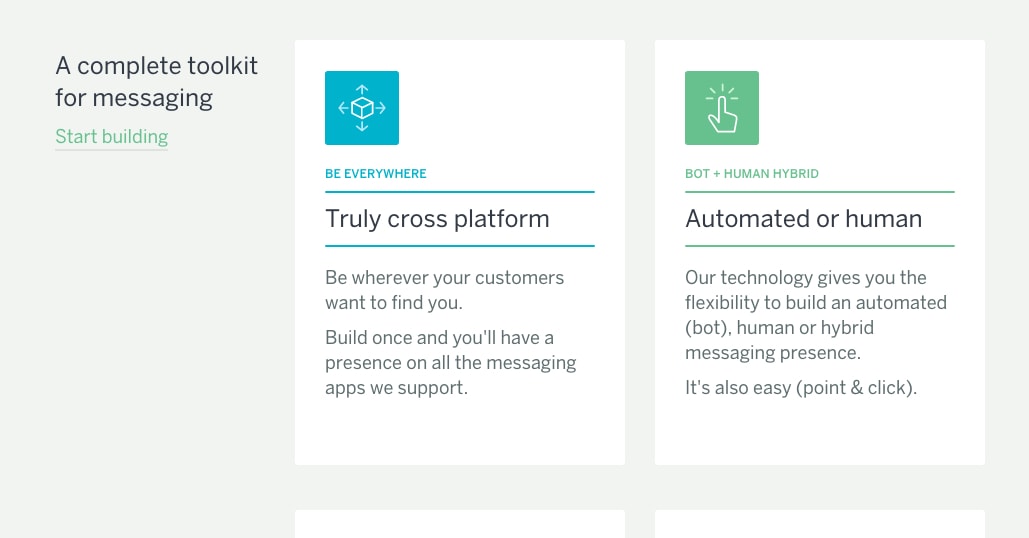 A complete toolkit
for messaging
Start building
BE EVERYWHERE
Truly cross platform
Be wherever your customers
want to find you.
Build once and you'll have a
presence on all the messaging
apps we support.
BOT + HUMAN HYBRID
Automated or human
Our technology gives you the
flexibility to build an automated
(bot), human or hybrid
messaging presence.
It's also easy (point & click).